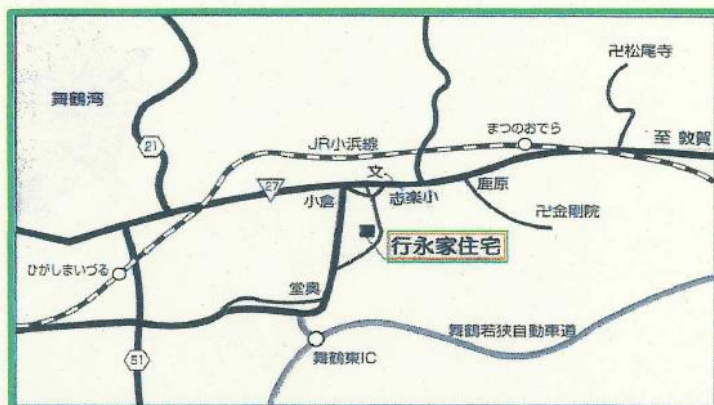 卍松尾寺
舞鶴湾
まつのおでら
至 敦賀
JR小浜線
21
文
27
小倉
志楽小
鹿原
卍金剛院
行永家住宅
ひがしまいづる
堂奥
舞鶴若狭自動車道
舞鶴東IC
51